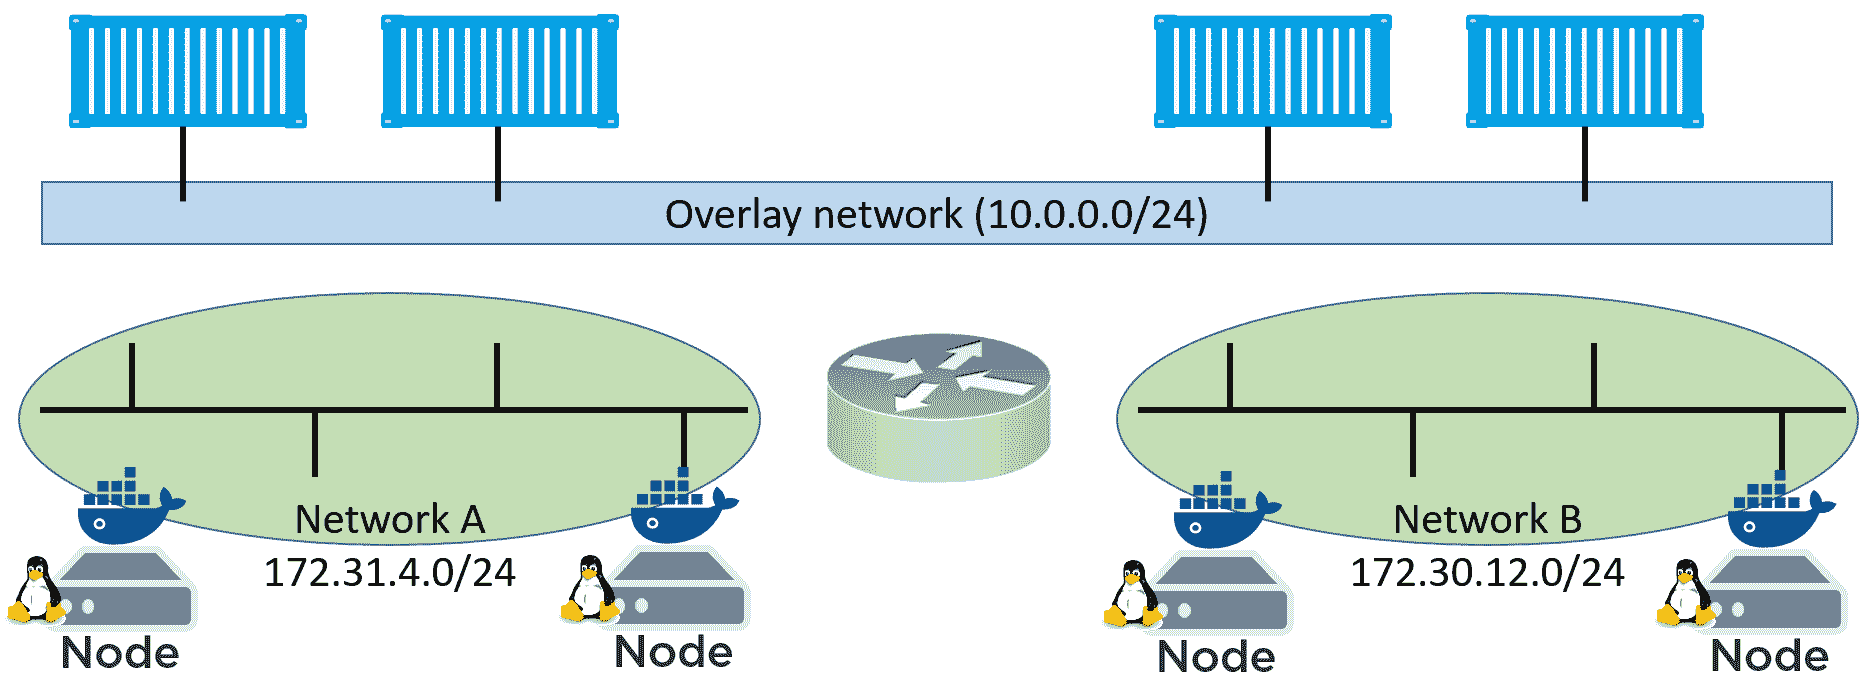 Overlay network (10.0.0.0/24)
Network A
172.31.4.0/24
Network B
172.30.12.0/24
Node
Node
Node
Node